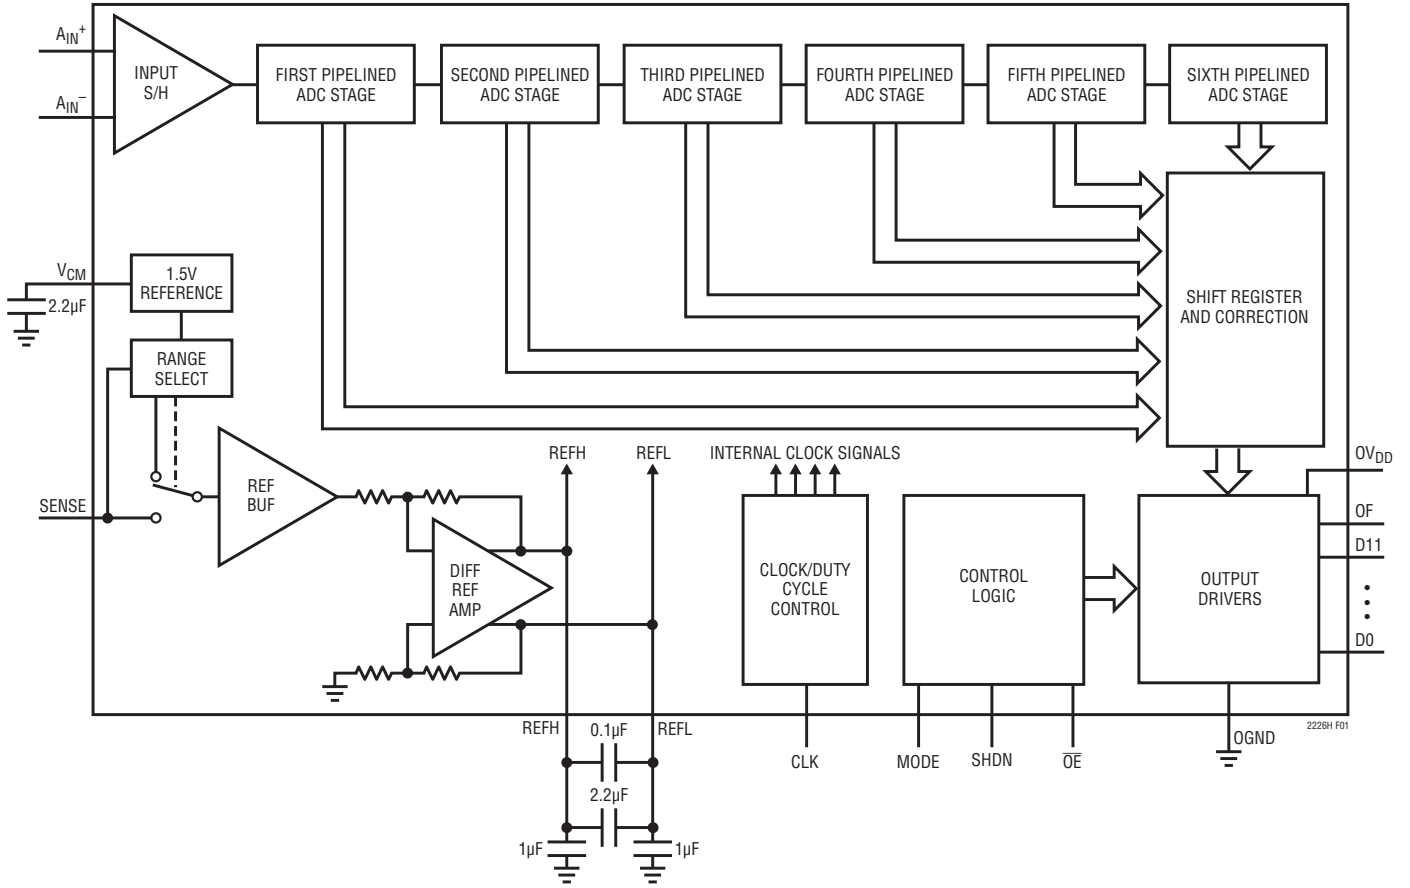 AIN+
AIN−
INPUT
S/H
FIRST PIPELINED
ADC STAGE
SECOND PIPELINED
ADC STAGE
THIRD PIPELINED
ADC STAGE
FOURTH PIPELINED
ADC STAGE
FIFTH PIPELINED
ADC STAGE
SIXTH PIPELINED
ADC STAGE
VCM
2.2µF
1.5V
REFERENCE
RANGE
SELECT
SHIFT REGISTER
AND CORRECTION
SENSE
REF
BUF
DIFF
REF
AMP
REFH
REFL
INTERNAL CLOCK SIGNALS
CLOCK/DUTY
CYCLE
CONTROL
CONTROL
LOGIC
OUTPUT
DRIVERS
OVDD
OF
D11
D0
REFH
0.1µF
REFL
2.2µF
1µF
1µF
CLK
MODE
SHDN
O̅E̅
OGND
2226H F01